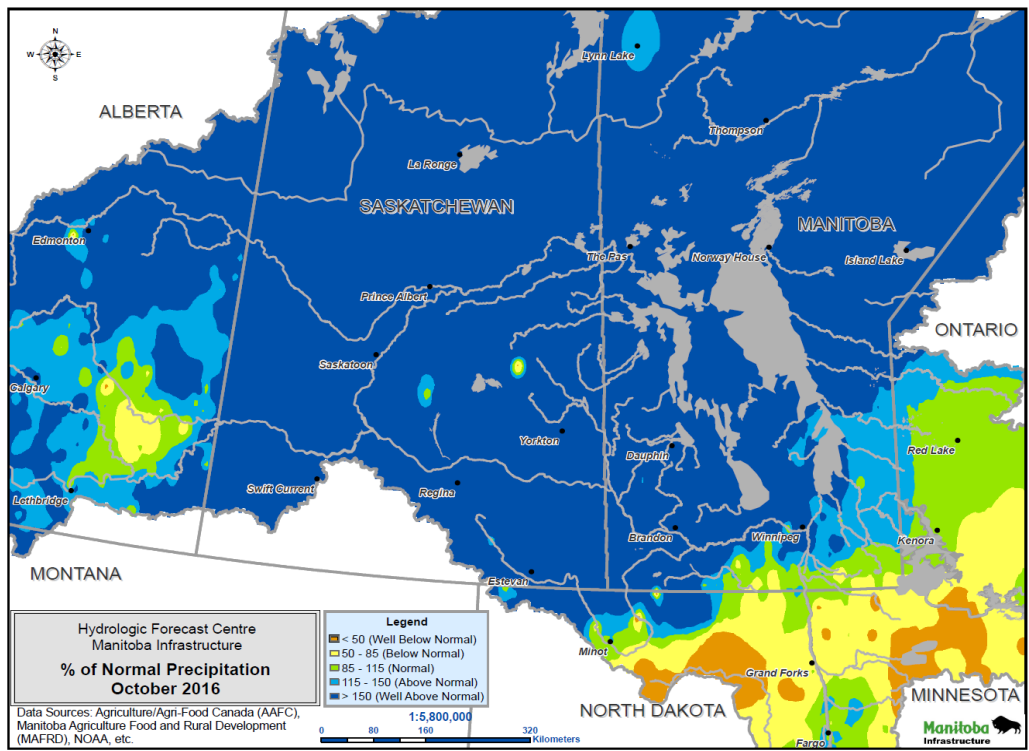 N
W
E
S
ALBERTA
Lynn Lake
Thompson
La Ronge
SASKATCHEWAN
MANITOBA
Edmonton
The Pas
Norway House
Island Lake
Prince Albert
ONTARIO
Saskatoon
Calgary
Yorkton
Dauphin
Red Lake
Lethbridge
Swift Current
Regina
Brandon
Winnipeg
Kenora
MONTANA
Estevan
Minot
Grand Forks
NORTH DAKOTA
MINNESOTA
Fargo
Hydrologic Forecast Centre
Manitoba Infrastructure
% of Normal Precipitation
October 2016
Data Sources: Agriculture/Agri-Food Canada (AAFC),
Manitoba Agriculture Food and Rural Development
(MAFRD), NOAA, etc.
Legend
< 50 (Well Below Normal)
50 - 85 (Below Normal)
85 - 115 (Normal)
115 - 150 (Above Normal)
> 150 (Well Above Normal)
1:5,800,000
0 80 160 320
Kilometers
Manitoba
Infrastructure